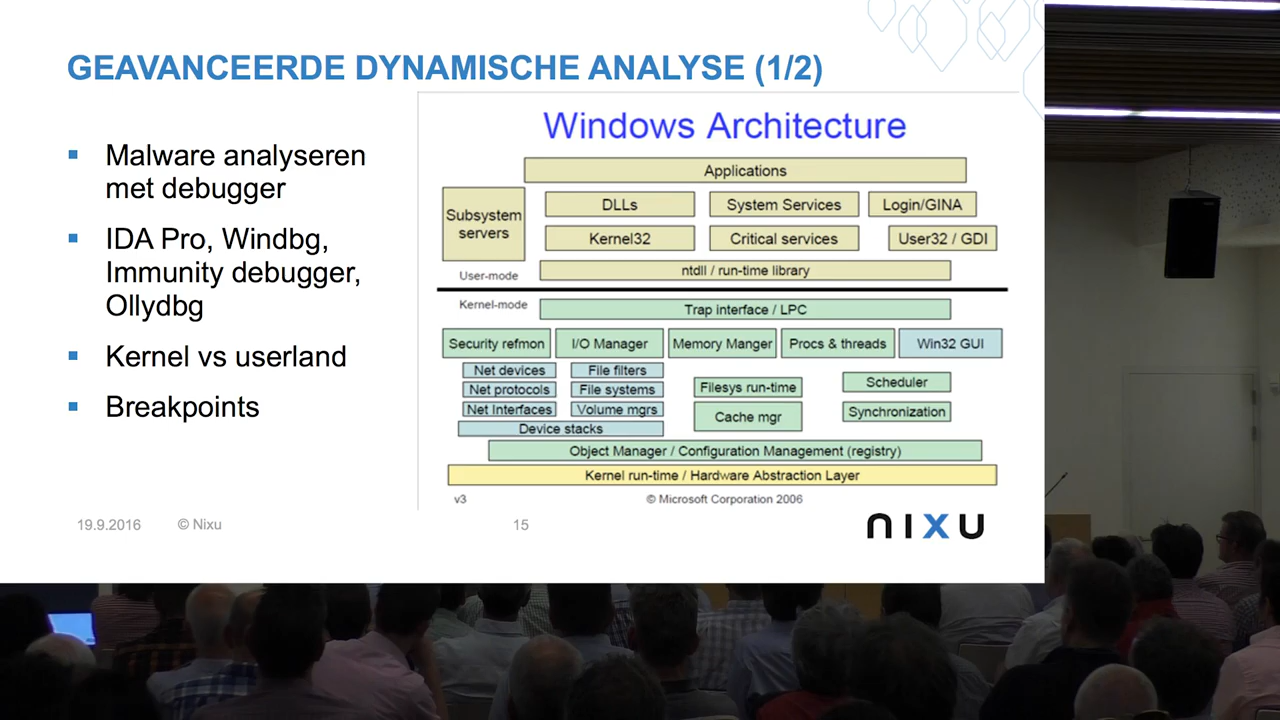 GEAVANCEERDE DYNAMISCHE ANALYSE (1/2)
Malware analyseren
met debugger
IDA Pro, Windbg,
Immunity debugger,
Ollydbg
Kernel vs userland
Breakpoints
Windows Architecture
Applications
Subsystem
servers
DLLs
System Services
Login/GINA
Kernel32
Critical services
User32 / GDI
User-mode
ntdll / run-time library
Kernel-mode
Trap interface / LPC
Security refmon
I/O Manager
Memory Manger
Procs & threads
Win32 GUI
Net devices
File filters
Net protocols
File systems
Net Interfaces
Volume mgrs
Device stacks
Filesys run-time
Cache mgr
Scheduler
Synchronization
Object Manager / Configuration Management (registry)
Kernel run-time / Hardware Abstraction Layer
v3
© Microsoft Corporation 2006
19.9.2016
© Nixu
15
NIXU